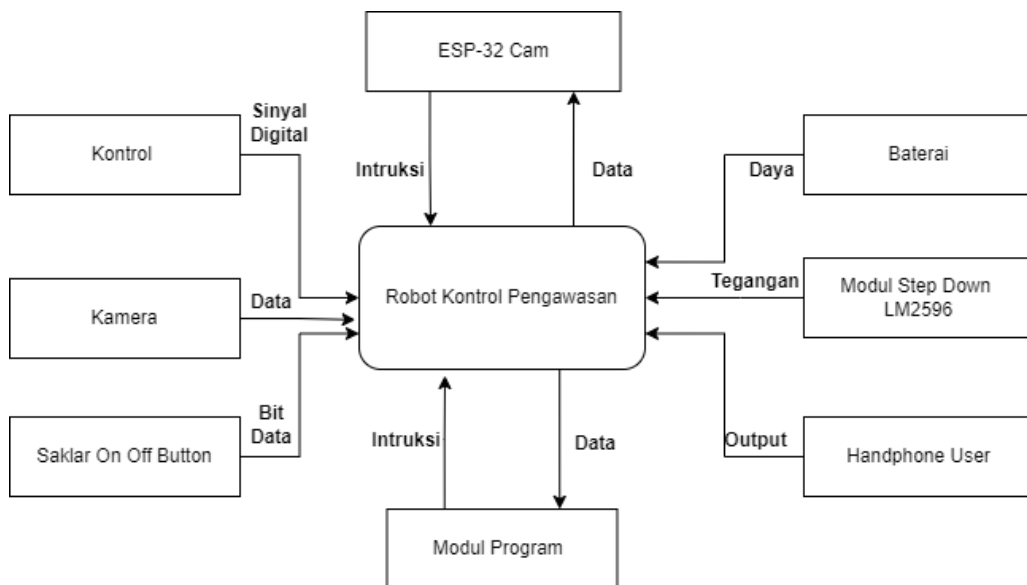 ESP-32 Cam
Sinyal
Digital
Kontrol
Intruksi
Data
Baterai
Daya
Kamera
Data
Robot Kontrol Pengawasan
Tegangan
Modul Step Down
LM2596
Saklar On Off Button
Bit
Data
Intruksi
Data
Output
Handphone User
Modul Program